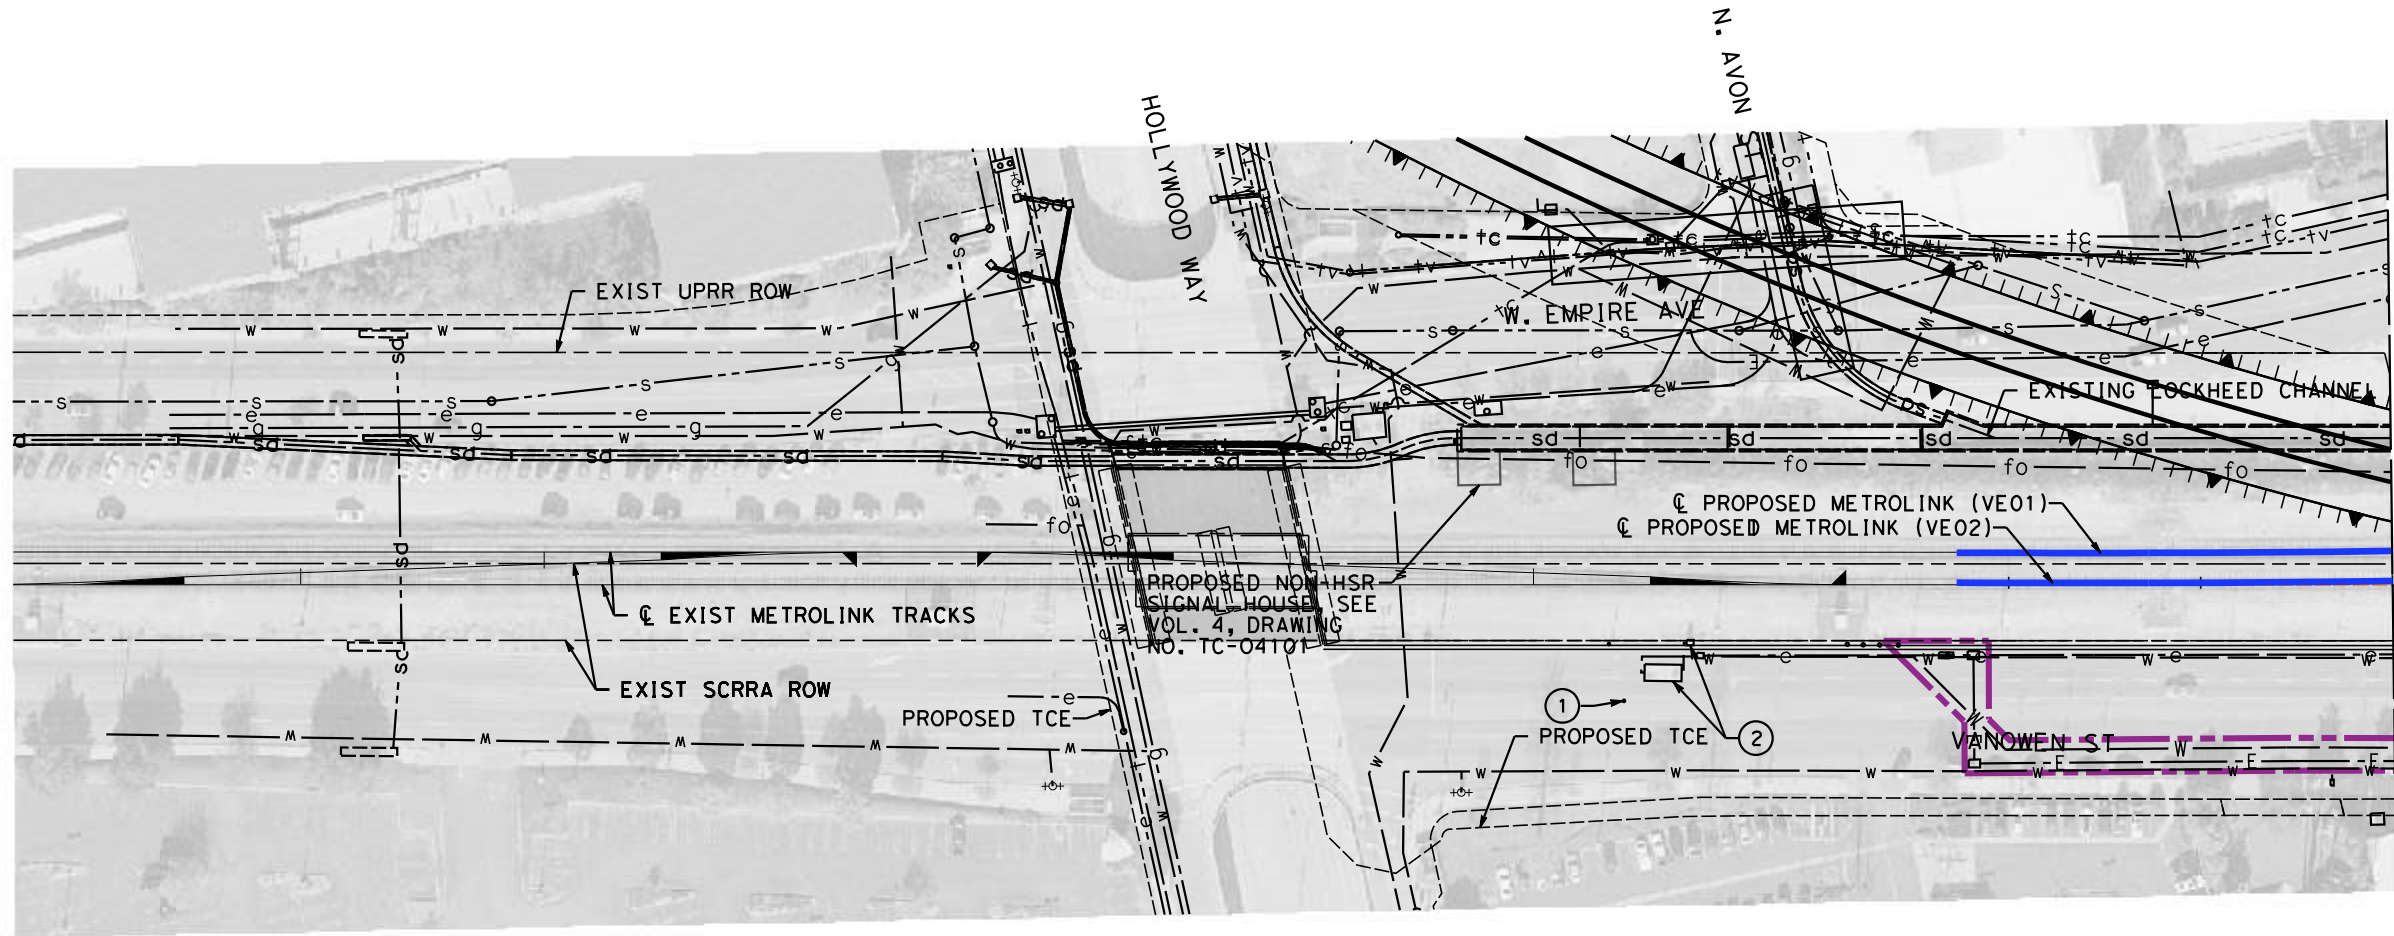 N. AVON
HOLLYWOOD WAY
EXIST UPRR ROW
W. EMPIRE AVE
EXISTING LOCKHEED CHANNEL
℄ PROPOSED METROLINK (VE01)
℄ PROPOSED METROLINK (VE02)
PROPOSED NON-HSR
SIGNAL HOUSE, SEE
VOL. 4, DRAWING
NO. TC-04101
℄ EXIST METROLINK TRACKS
EXIST SCRRA ROW
PROPOSED TCE
1
PROPOSED TCE
2
VANOWEN ST